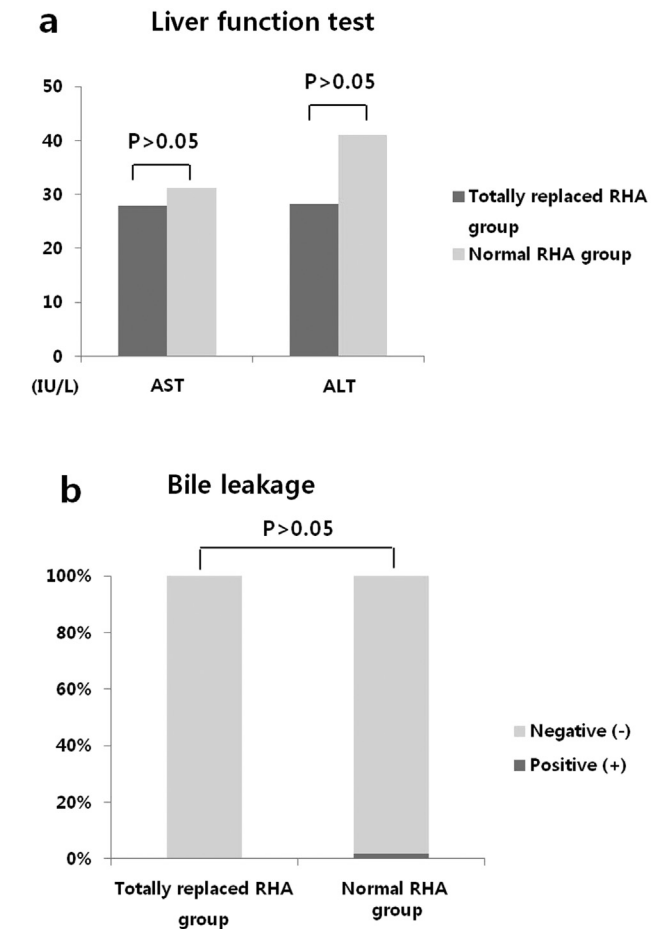 a
Liver function test
50
40
30
20
10
0
(IU/L)
P>0.05
P>0.05
AST
ALT
Totally replaced RHA
group
Normal RHA group
b
Bile leakage
P>0.05
100%
80%
60%
40%
20%
0%
Totally replaced RHA
group
Normal RHA
group
Negative (-)
Positive (+)